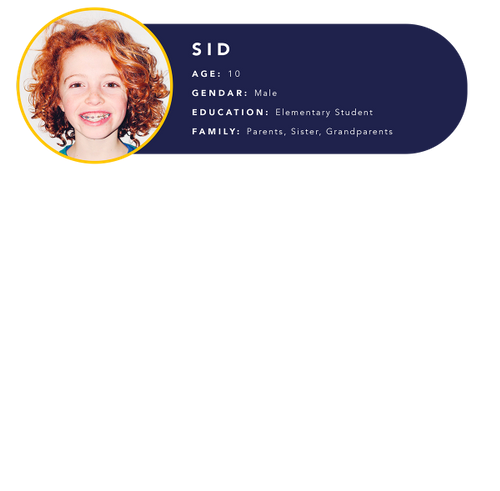 SID
AGE: 10
GENDAR: Male
EDUCATION: Elementary Student
FAMILY: Parents, Sister, Grandparents